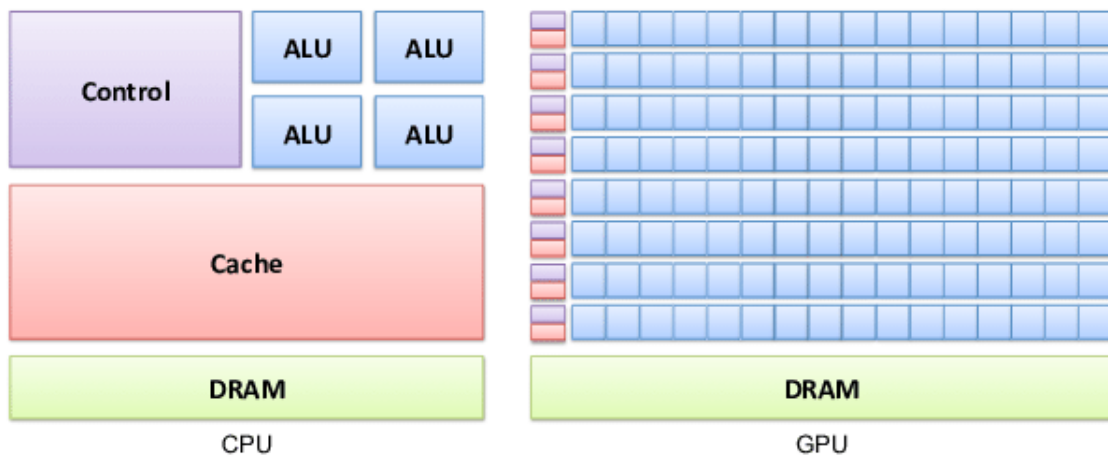 Control
ALU ALU
ALU ALU
Cache
DRAM
CPU
DRAM
GPU